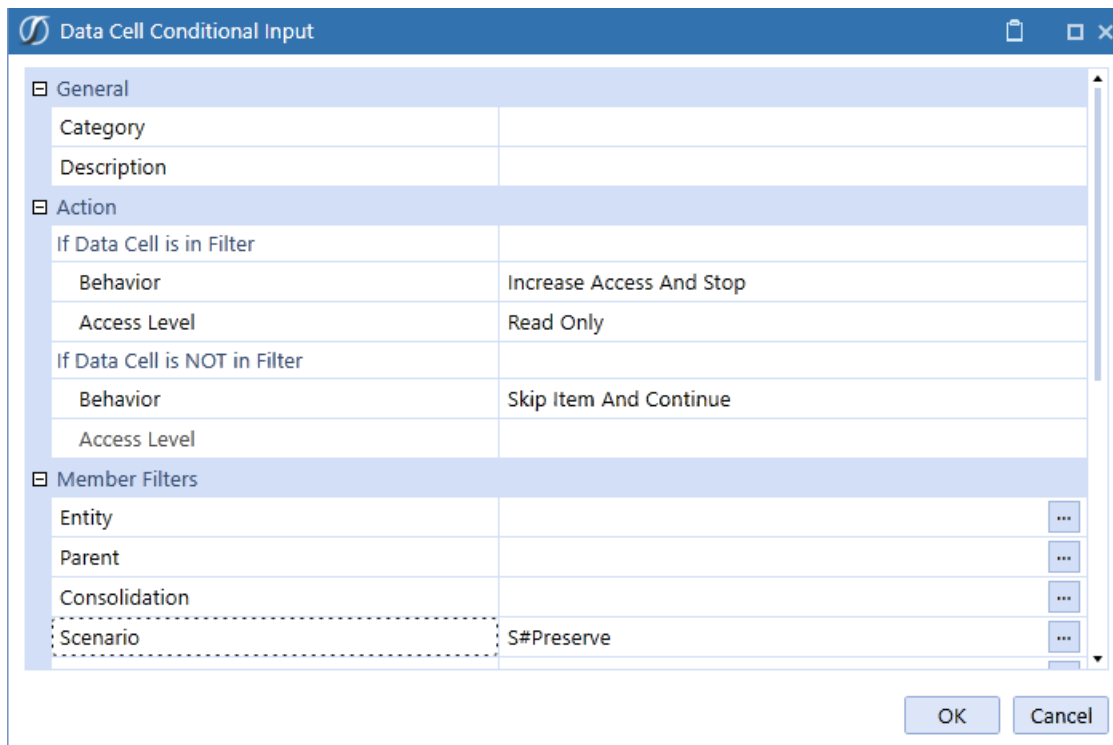 Data Cell Conditional Input
General
Category
Description
Action
If Data Cell is in Filter
Behavior Increase Access And Stop
Access Level Read Only
If Data Cell is NOT in Filter
Behavior Skip Item And Continue
Access Level
Member Filters
Entity ...
Parent ...
Consolidation ...
Scenario S#Preserve ...
OK Cancel